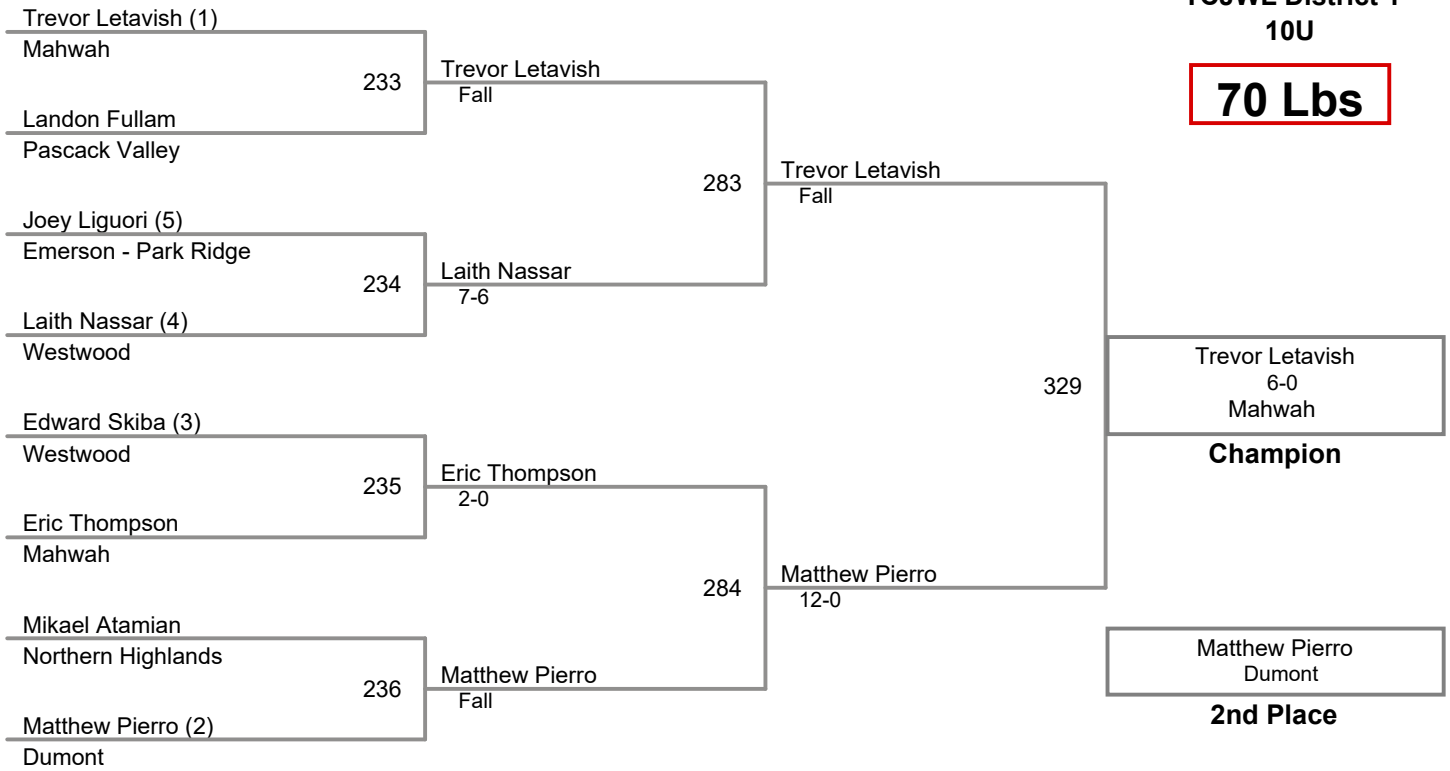 10U
70 Lbs
Trevor Letavish (1)
Mahwah
233
Landon Fullam
Pascack Valley
Joey Liguori (5)
Emerson - Park Ridge
234
Laith Nassar (4)
Westwood
Edward Skiba (3)
Westwood
235
Eric Thompson
Mahwah
Mikael Atamian
Northern Highlands
236
Matthew Pierro (2)
Dumont
Trevor Letavish
Fall
283
Laith Nassar
7-6
Eric Thompson
2-0
284
Matthew Pierro
Fall
Trevor Letavish
Fall
329
Matthew Pierro
12-0
Trevor Letavish
6-0
Mahwah
Champion
Matthew Pierro
Dumont
2nd Place